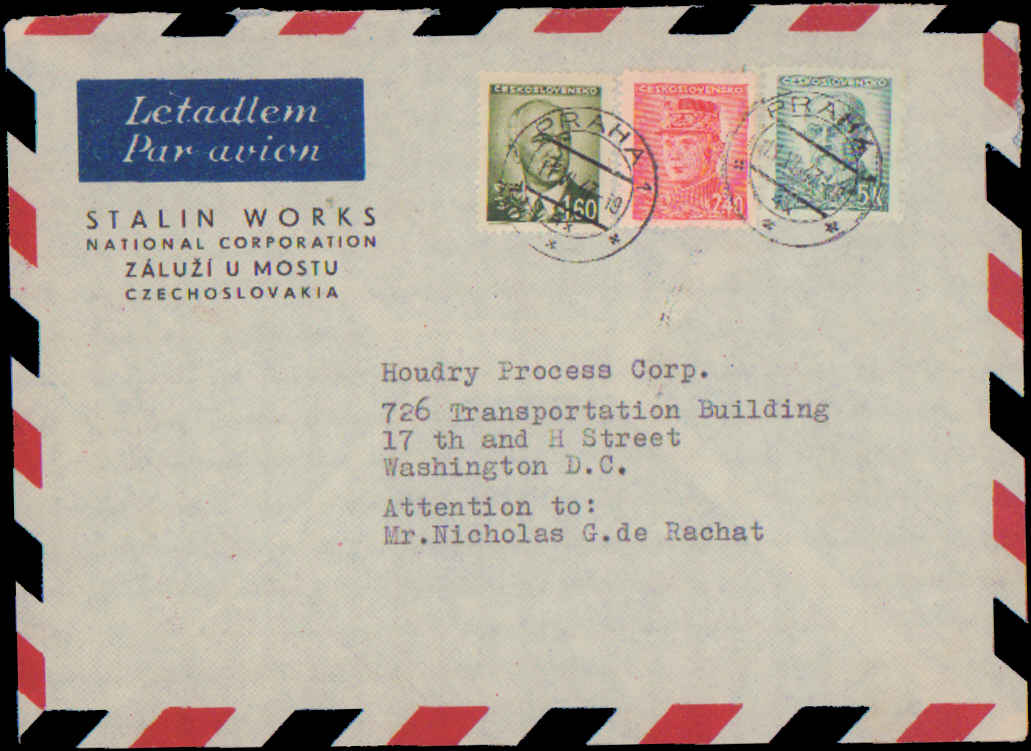 Letadlem
Par avion
STALIN WORKS
NATIONAL CORPORATION
ZÁLUŽÍ U MOSTU
CZECHOSLOVAKIA
ČESKOSLOVENSKO
1.60
ČESKOSLOVENSKO
2.40
ČESKOSLOVENSKO
5K
PRAHA 1
PRAHA 1
Houdry Process Corp.
726 Transportation Building
17 th and H Street
Washington D.C.
Attention to:
Mr.Nicholas G.de Rachat